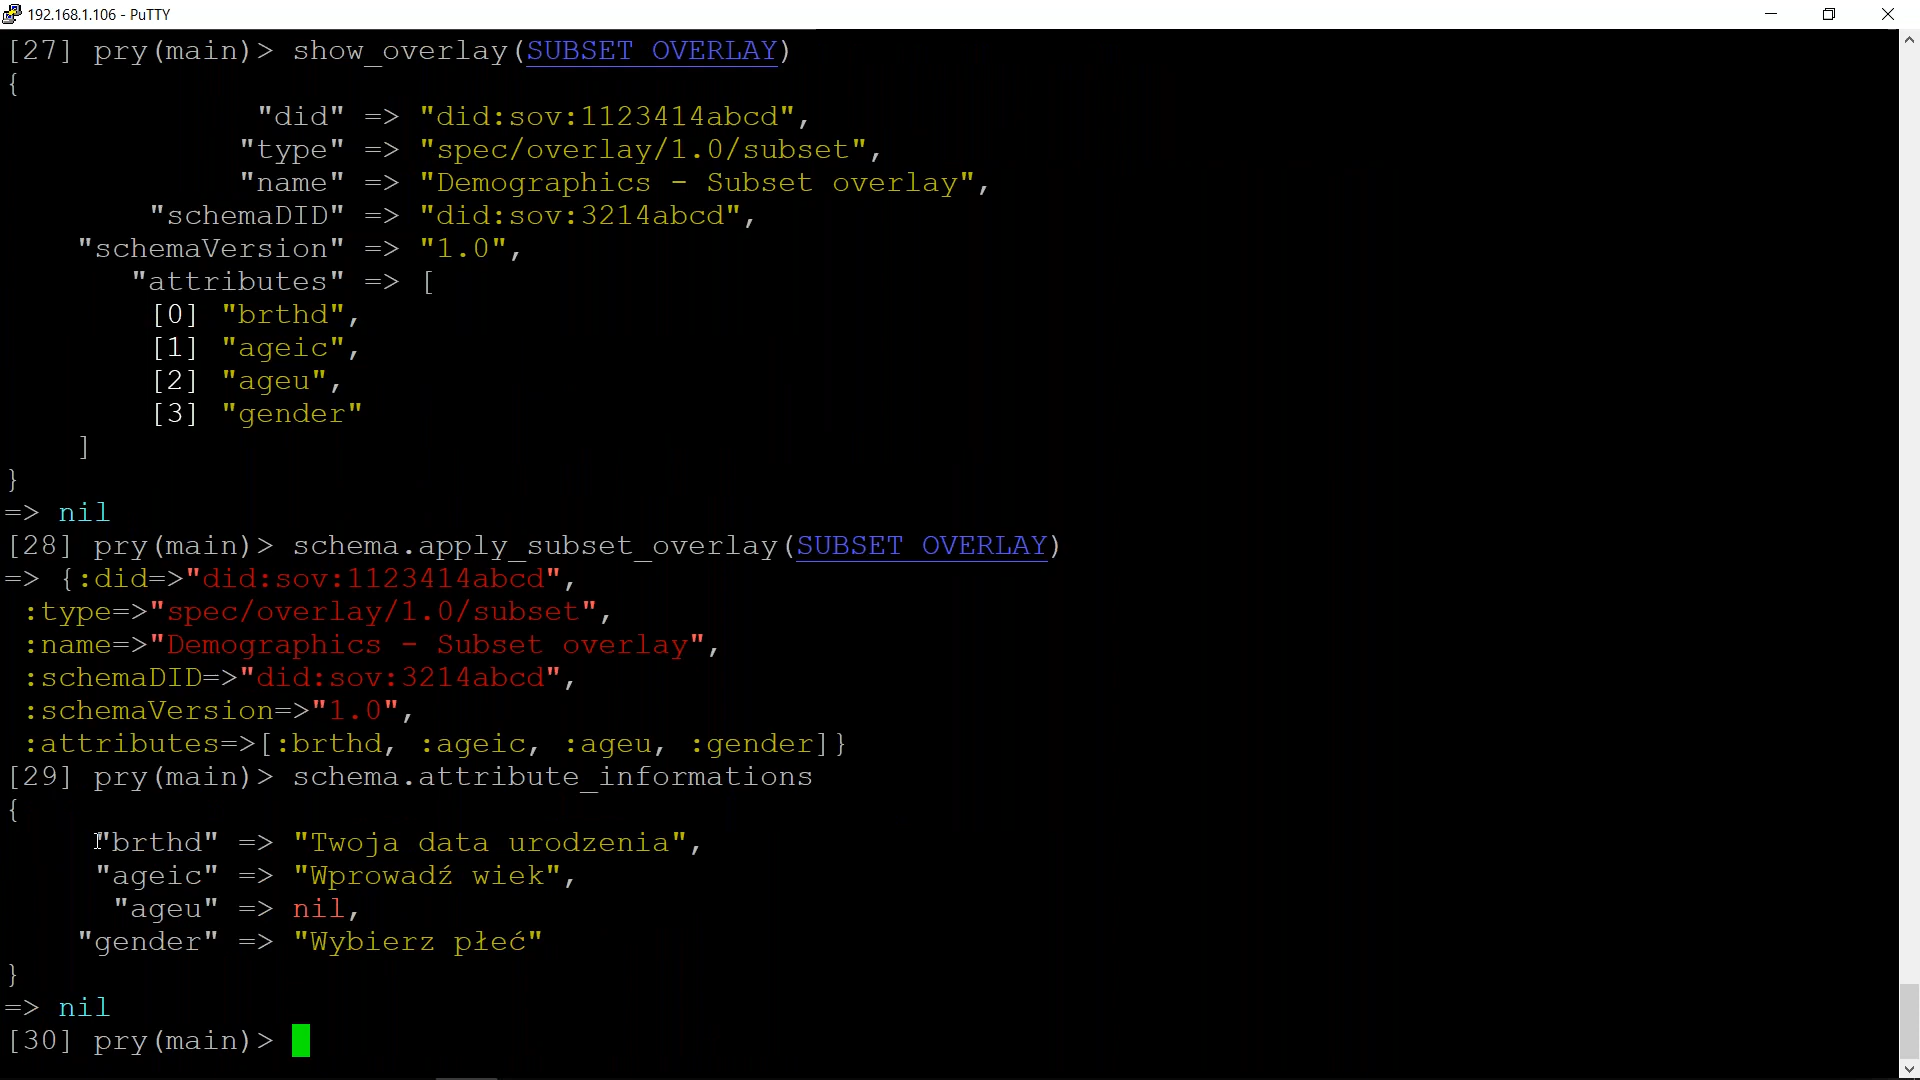 192.168.1.106 - PuTTY
[27] pry(main)> show_overlay(SUBSET_OVERLAY)
{
"did" => "did:sov:1123414abcd",
"type" => "spec/overlay/1.0/subset",
"name" => "Demographics - Subset overlay",
"schemaDID" => "did:sov:3214abcd",
"schemaVersion" => "1.0",
"attributes" => [
[0] "brthd",
[1] "ageic",
[2] "ageu",
[3] "gender"
]
}
=> nil
[28] pry(main)> schema.apply_subset_overlay(SUBSET_OVERLAY)
=> {:did=>"did:sov:1123414abcd",
:type=>"spec/overlay/1.0/subset",
:name=>"Demographics - Subset overlay",
:schemaDID=>"did:sov:3214abcd",
:schemaVersion=>"1.0",
:attributes=>[:brthd, :ageic, :ageu, :gender]}
[29] pry(main)> schema.attribute_informations
{
"brthd" => "Twoja data urodzenia",
"ageic" => "Wprowadź wiek",
"ageu" => nil,
"gender" => "Wybierz płeć"
}
=> nil
[30] pry(main)>